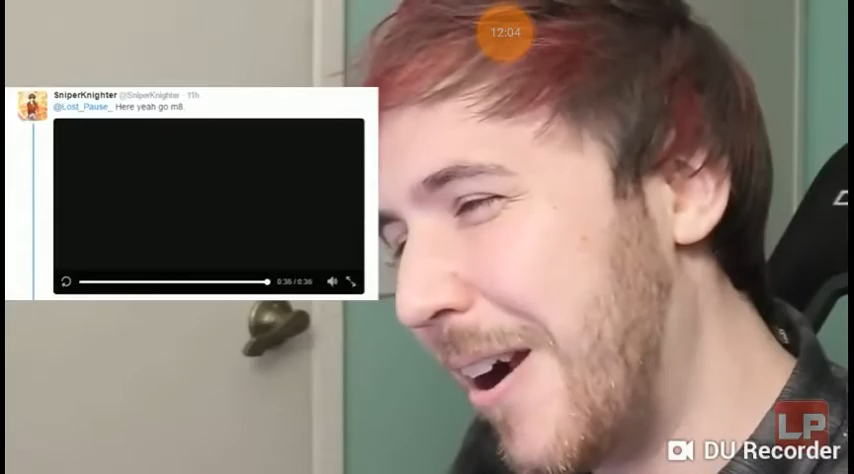 12:04
SniperKnighter @SniperKnighter · 11h
@Lost_Pause_ Here yeah go m8.
0:36 / 0:36
LP
DU Recorder